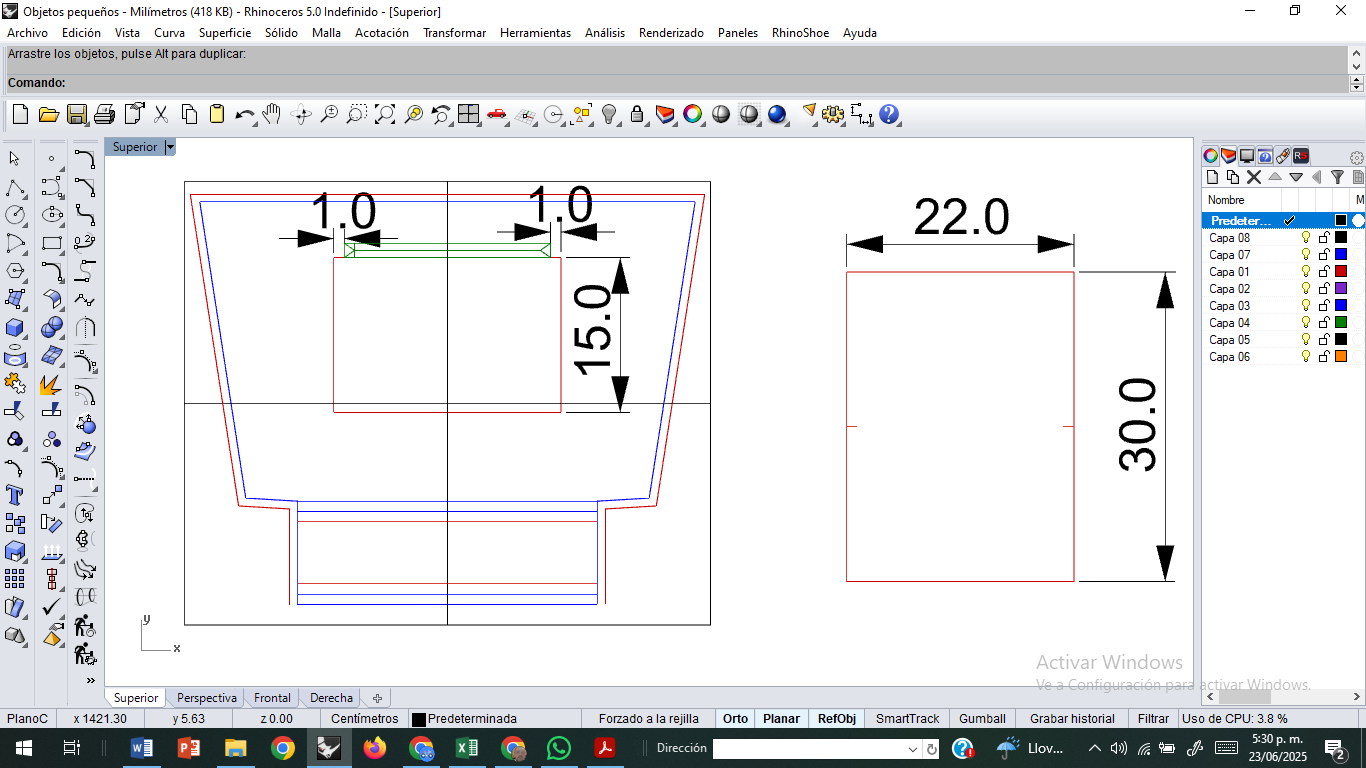 Objetos pequeños - Milímetros (418 KB) - Rhinoceros 5.0 Indefinido - [Superior]
Archivo Edición Vista Curva Superficie Sólido Malla Acotación Transformar Herramientas Análisis Renderizado Paneles RhinoShoe Ayuda
Arrastre los objetos, pulse Alt para duplicar:
Comando:
Superior
1.0 1.0
15.0
22.0
30.0
y
x
RS
Nombre M
Predeter...
Capa 08
Capa 07
Capa 01
Capa 02
Capa 03
Capa 04
Capa 05
Capa 06
Activar Windows
Ve a Configuración para activar Windows.
Superior Perspectiva Frontal Derecha
PlanoC x 1421.30 y 5.63 z 0.00 Centímetros Predeterminada Forzado a la rejilla Orto Planar RefObj SmartTrack Gumball Grabar historial Filtrar Uso de CPU: 3.8 %
Dirección Llov... 5:30 p. m.
23/06/2025
2